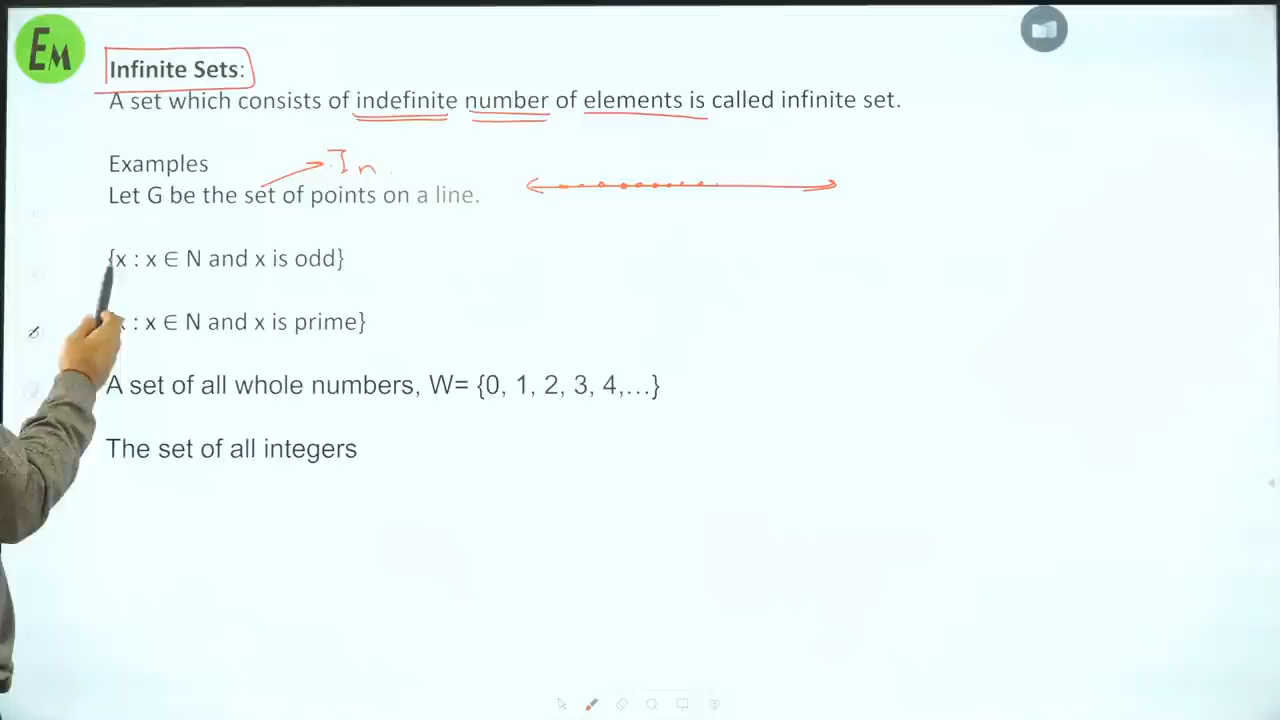 EM
Infinite Sets:
A set which consists of indefinite number of elements is called infinite set.
Examples
In
Let G be the set of points on a line.
{x : x ∈ N and x is odd}
x : x ∈ N and x is prime}
A set of all whole numbers, W= {0, 1, 2, 3, 4,...}
The set of all integers